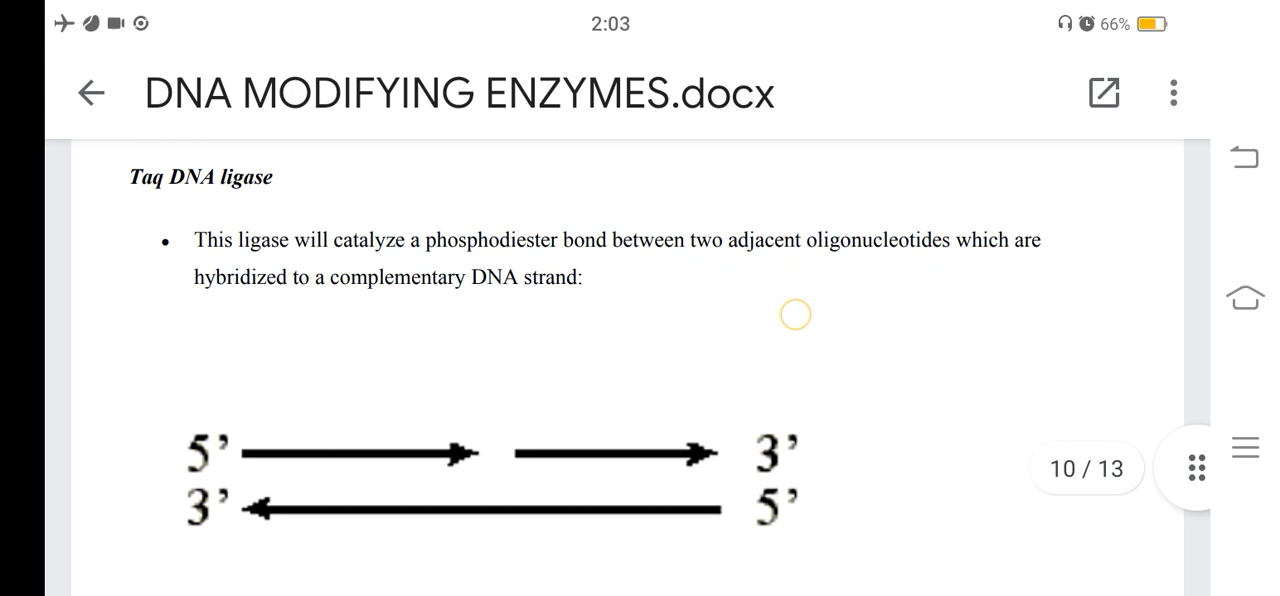 2:03
66%
DNA MODIFYING ENZYMES.docx
Taq DNA ligase
• This ligase will catalyze a phosphodiester bond between two adjacent oligonucleotides which are
hybridized to a complementary DNA strand:
5’ 3’
3’ 5’
10 / 13